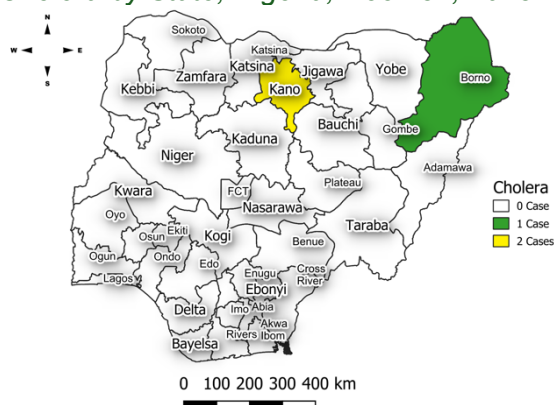 N
W E
S
Sokoto
Katsina
Katsina
Zamfara
Jigawa
Yobe
Borno
Kebbi
Kano
Bauchi
Gombe
Kaduna
Niger
Adamawa
Plateau
FCT
Kwara
Nasarawa
Oyo
Taraba
Osun
Ekiti
Kogi
Benue
Ogun
Ondo
Edo
Enugu
Cross
River
Lagos
Ebonyi
Delta
Imo
Abia
Akwa
Ibom
Rivers
Bayelsa
Cholera
0 Case
1 Case
2 Cases
0 100 200 300 400 km